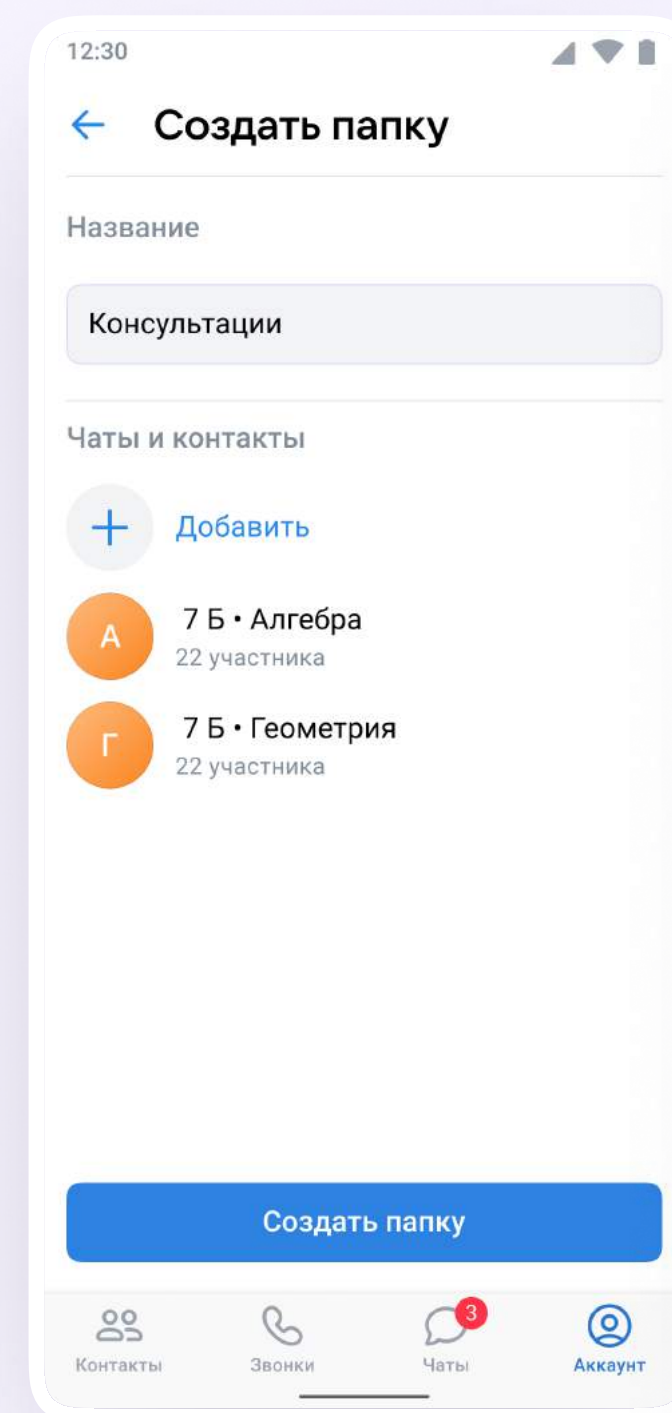 12:30
Создать папку
Название
Консультации
Чаты и контакты
Добавить
А
7 Б • Алгебра
22 участника
Г
7 Б • Геометрия
22 участника
Создать папку
3
Контакты
Звонки
Чаты
Аккаунт